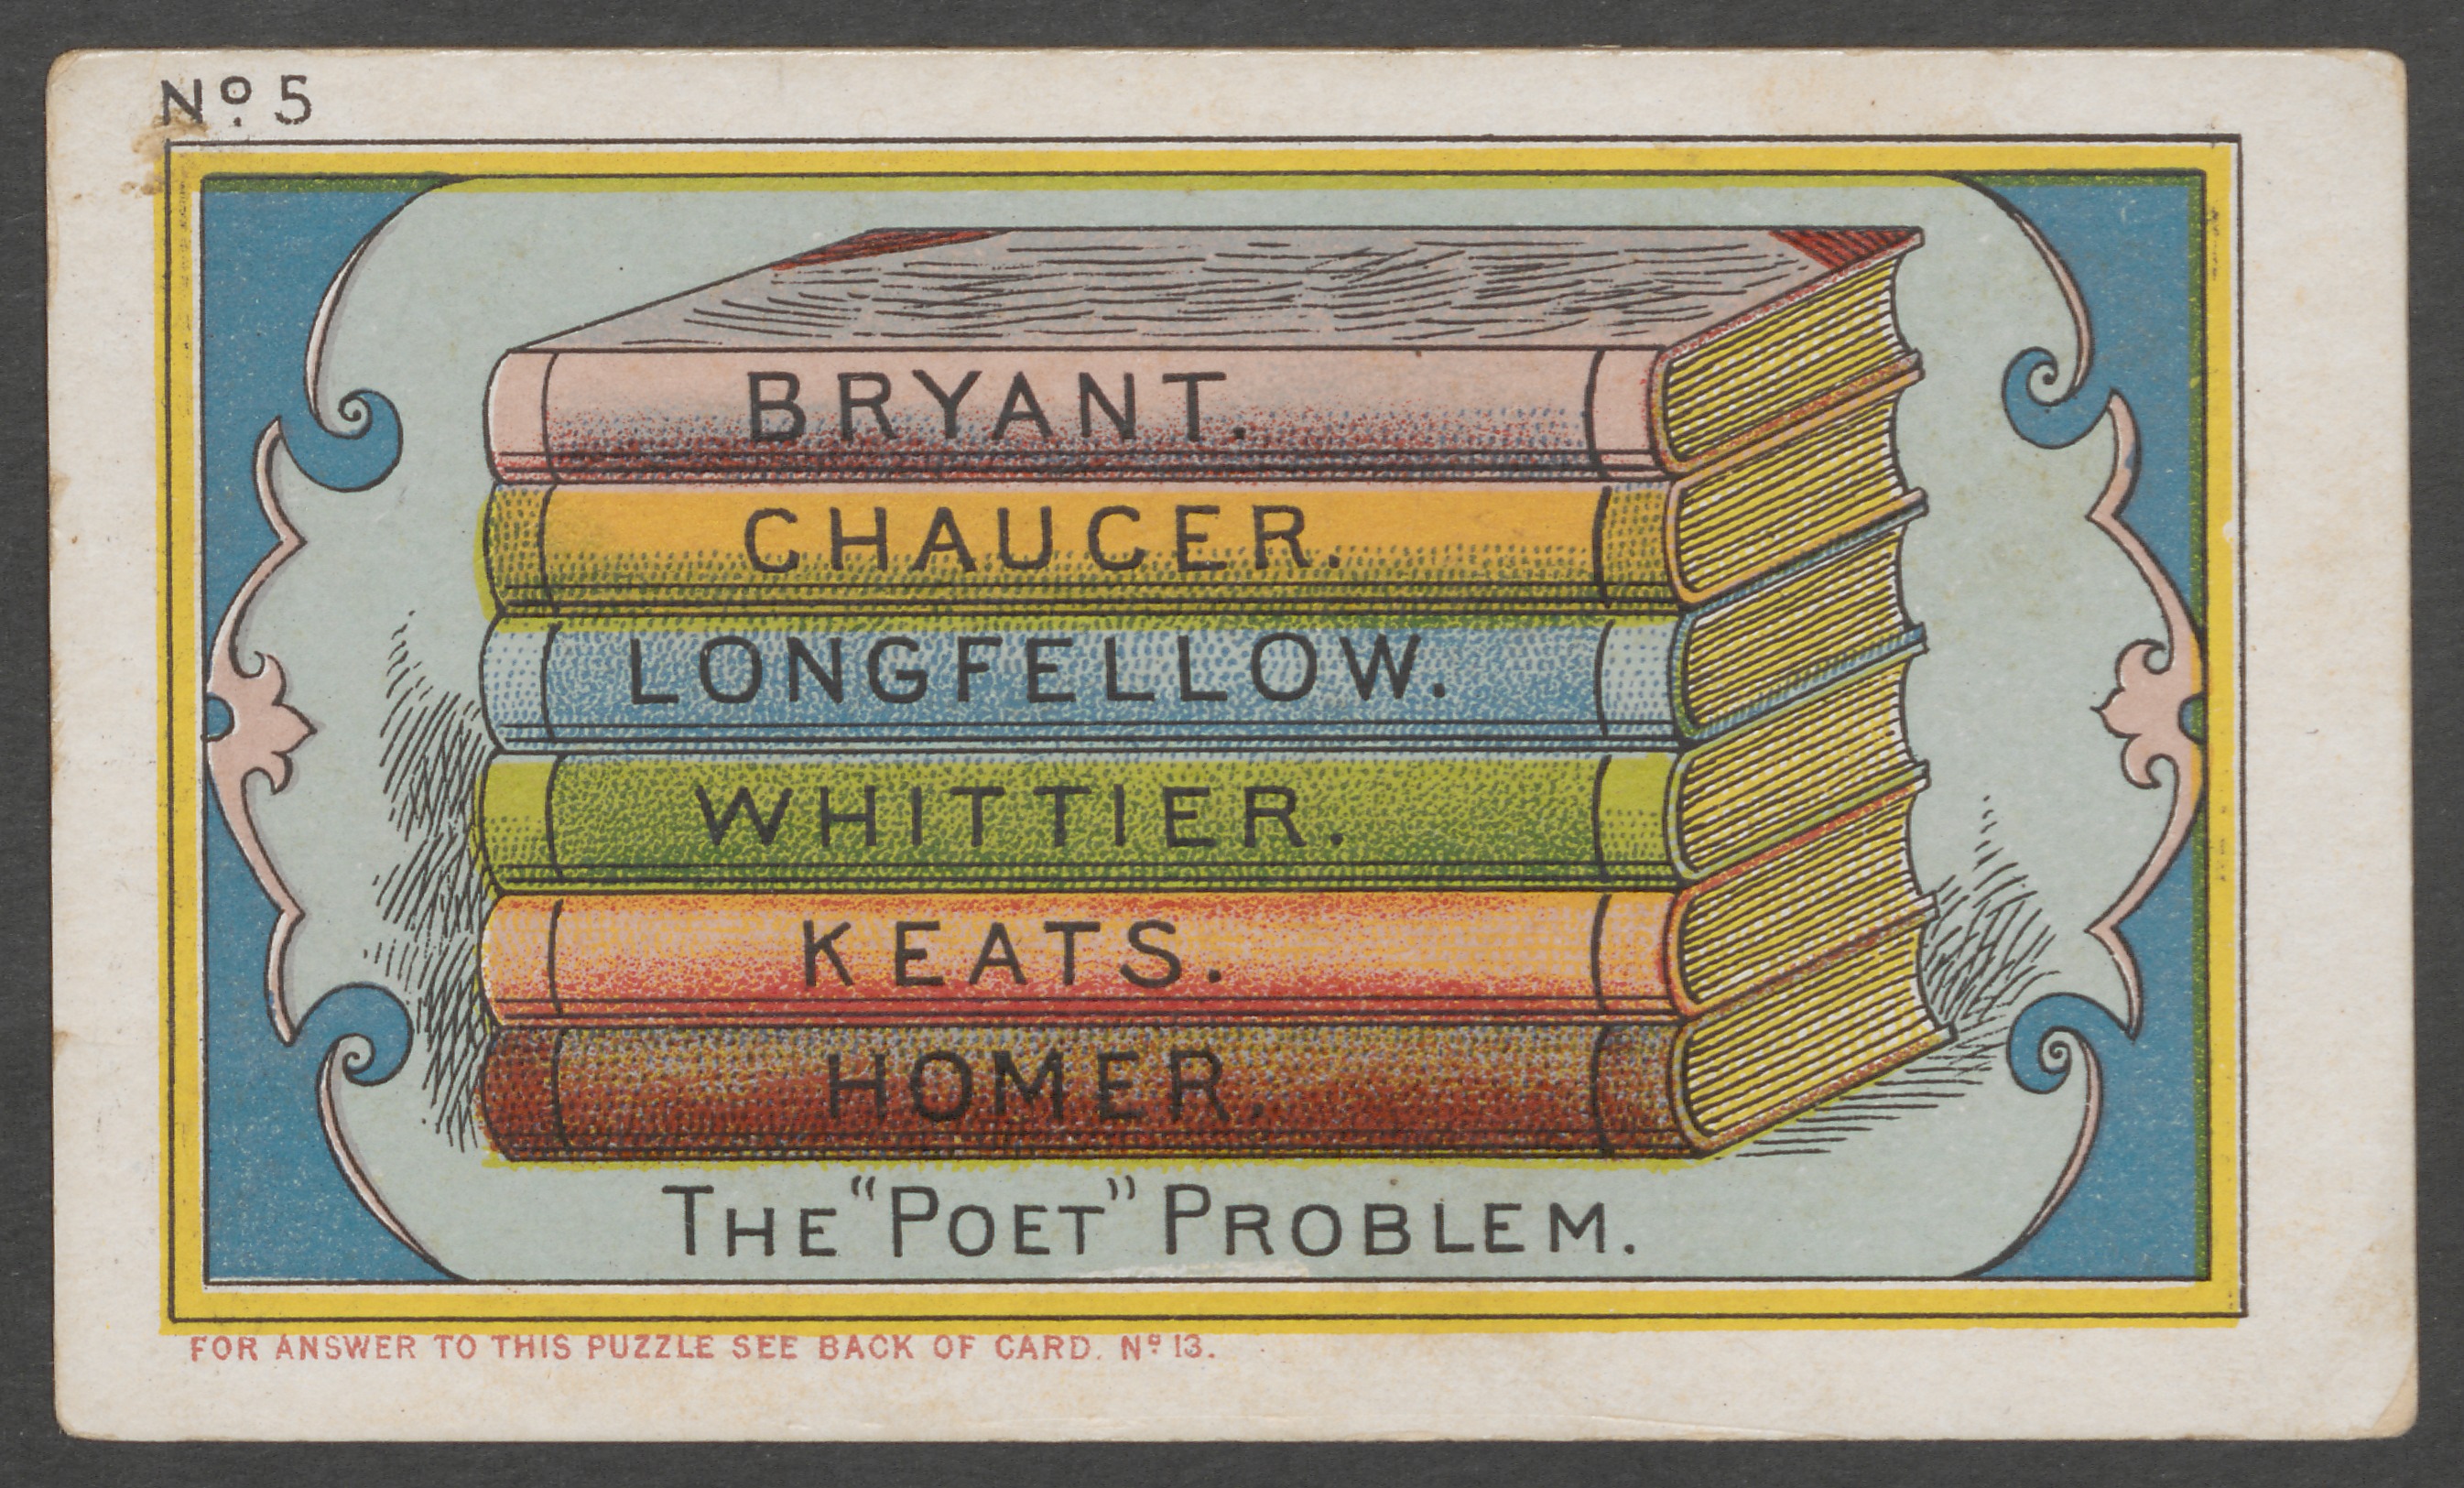 Nº 5
BRYANT.
CHAUCER.
LONGFELLOW.
WHITTIER.
KEATS.
HOMER.
THE "POET" PROBLEM.
FOR ANSWER TO THIS PUZZLE SEE BACK OF CARD. Nº 13.